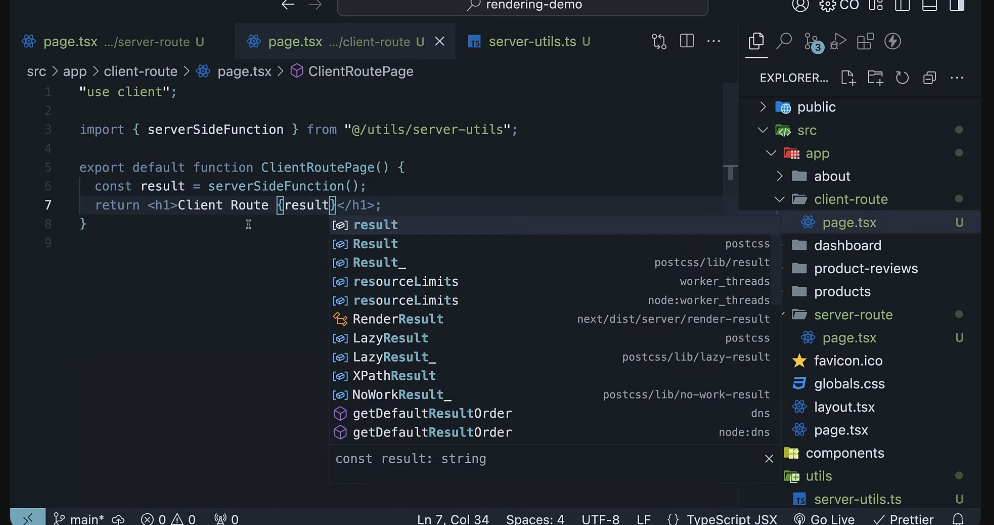 rendering-demo
CO
page.tsx .../server-route U
page.tsx .../client-route U
TS server-utils.ts U
3
src > app > client-route > page.tsx > ClientRoutePage
EXPLORER...
1 "use client";
2
3 import { serverSideFunction } from "@/utils/server-utils";
4
5 export default function ClientRoutePage() {
6 const result = serverSideFunction();
7 return <h1>Client Route {result}</h1>;
8 }
9
result
Result postcss
Result_ postcss/lib/result
resourceLimits worker_threads
resourceLimits node:worker_threads
RenderResult next/dist/server/render-result
LazyResult postcss
LazyResult_ postcss/lib/lazy-result
XPathResult
NoWorkResult_ postcss/lib/no-work-result
getDefaultResultOrder dns
getDefaultResultOrder node:dns
const result: string
public
src
app
about
client-route
page.tsx U
dashboard
product-reviews
products
server-route
page.tsx U
favicon.ico
globals.css
layout.tsx
page.tsx
components
utils
TS server-utils.ts U
main* 0 0 0 Ln 7, Col 34 Spaces: 4 UTF-8 LF {} TypeScript JSX Go Live Prettier